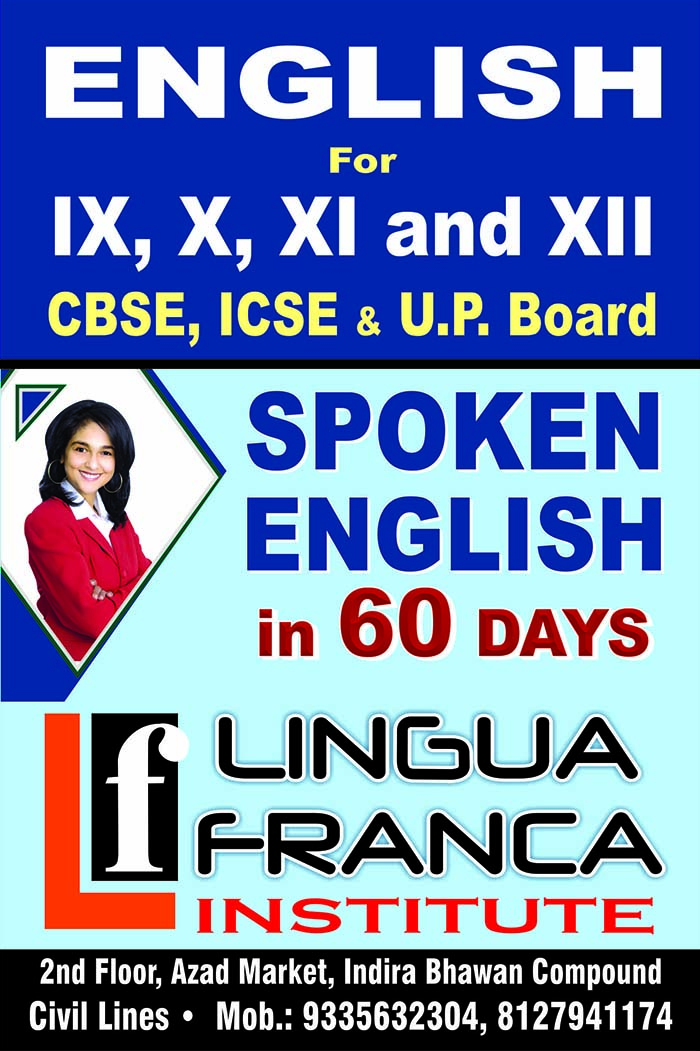 ENGLISH
For
IX, X, XI and XII
CBSE, ICSE & U.P. Board
SPOKEN
ENGLISH
in 60 DAYS
Lf
LINGUA
FRANCA
INSTITUTE
2nd Floor, Azad Market, Indira Bhawan Compound
Civil Lines • Mob.: 9335632304, 8127941174